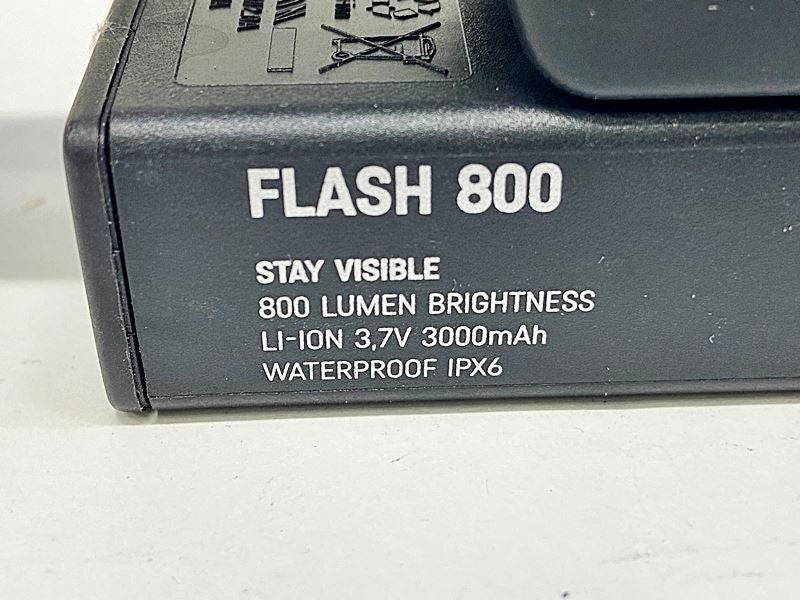 FLASH 800
STAY VISIBLE
800 LUMEN BRIGHTNESS
LI-ION 3,7V 3000mAh
WATERPROOF IPX6